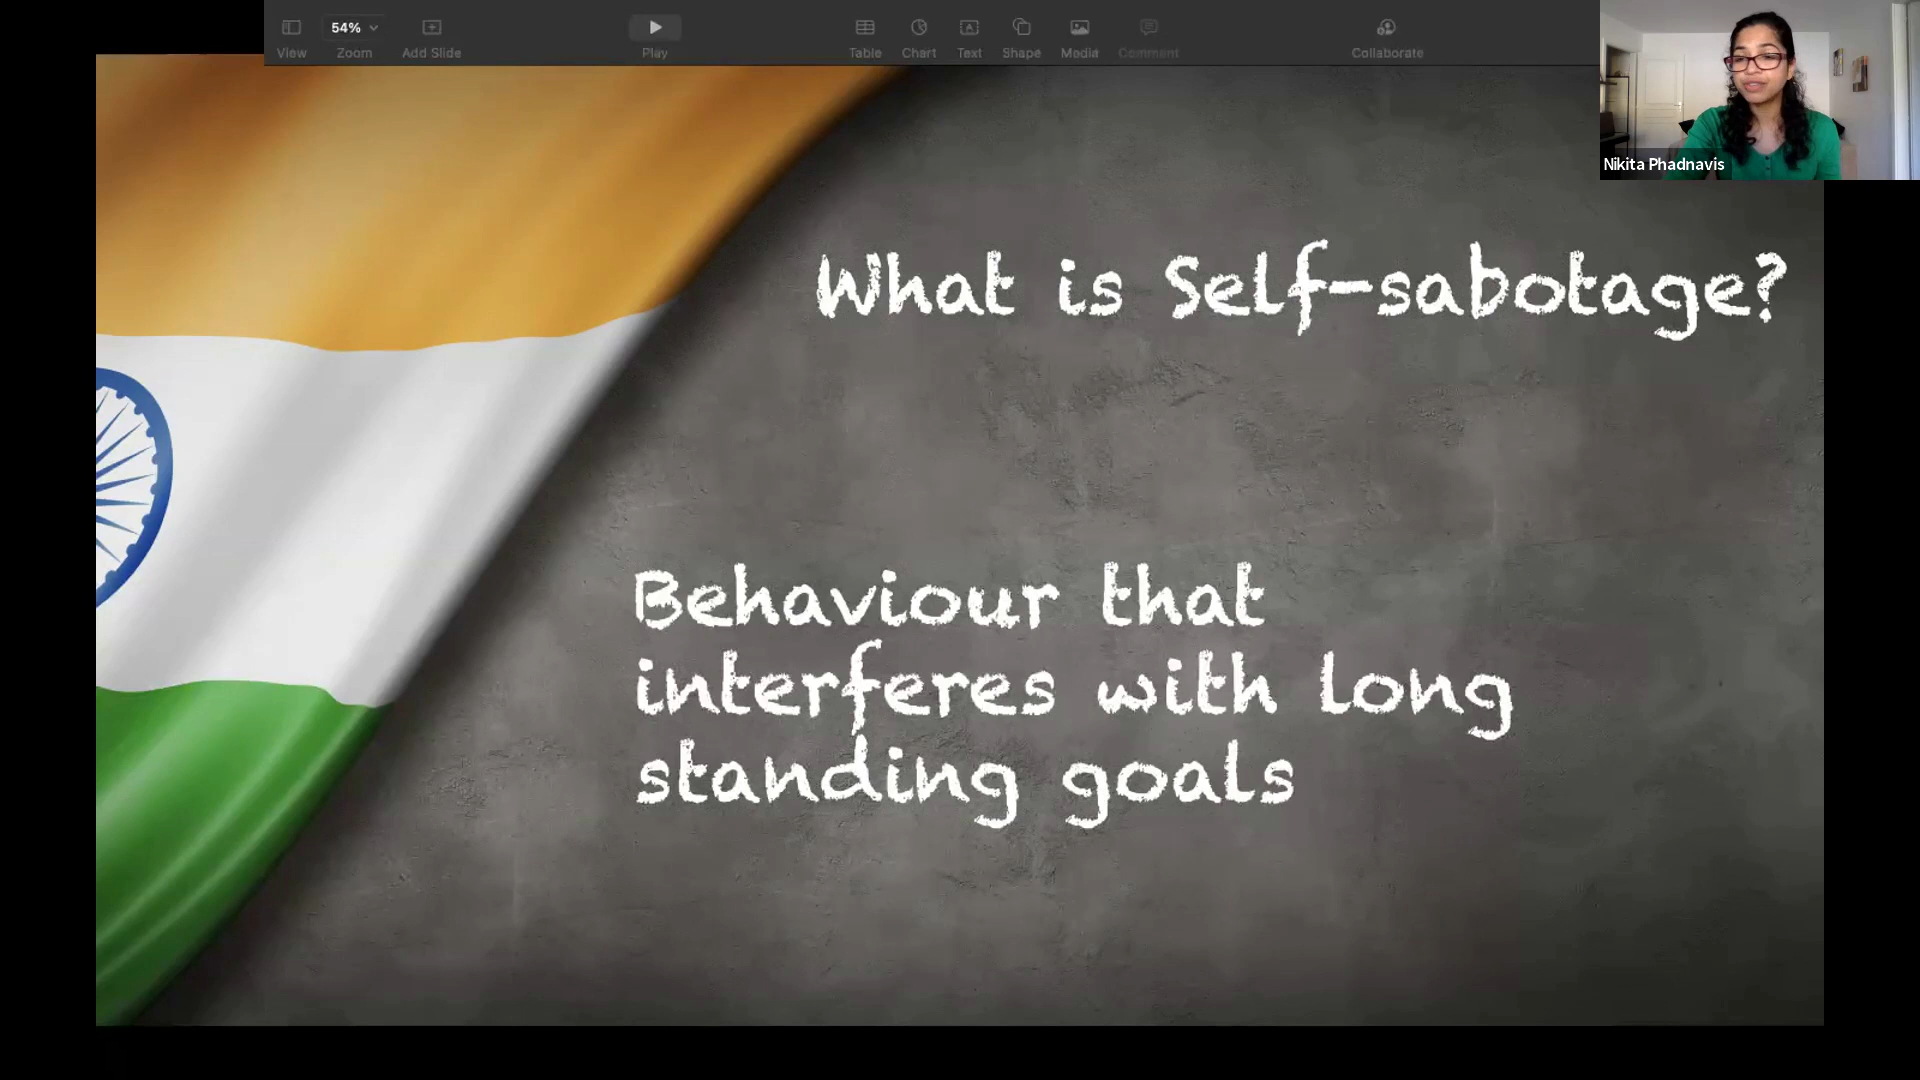 54%
View Zoom Add Slide Play Table Chart Text Shape Media Comment Collaborate
Nikita Phadnavis
What is Self-sabotage?
Behaviour that
interferes with long
standing goals